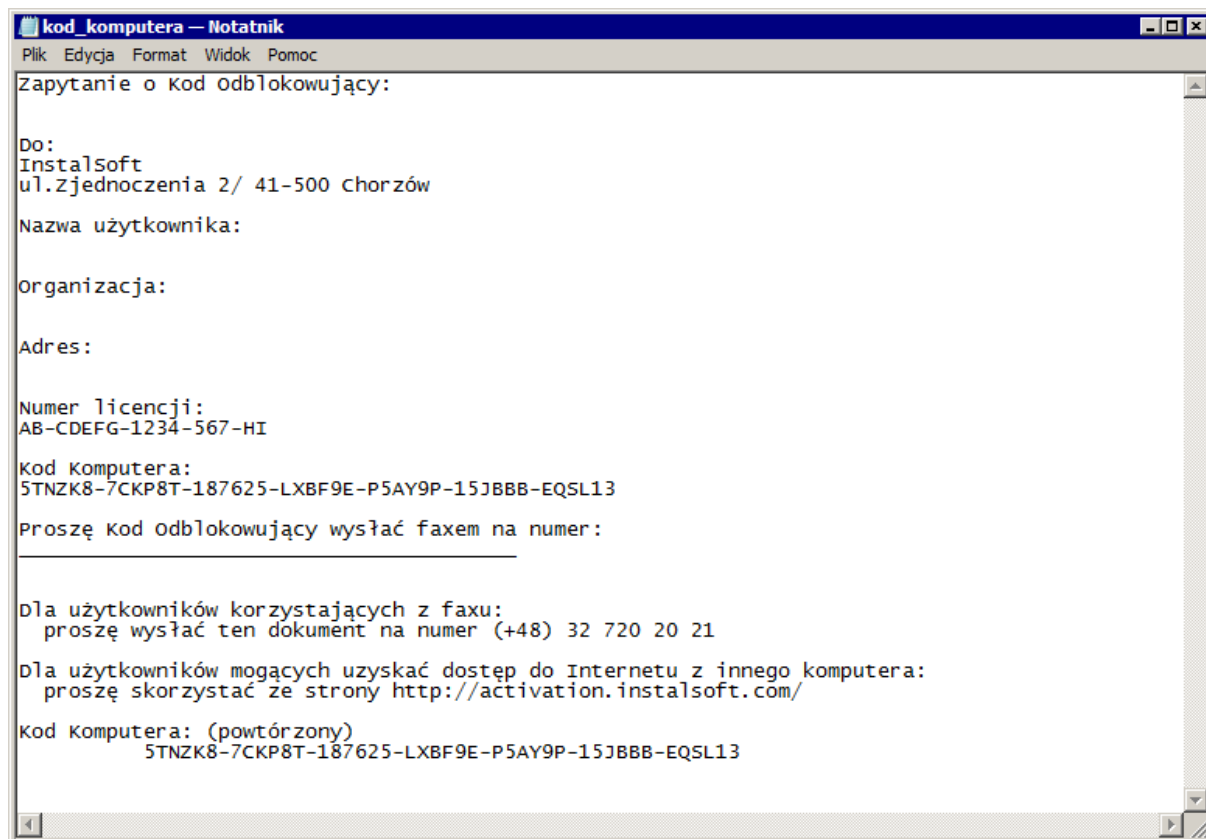 kod_komputera — Notatnik
Plik Edycja Format Widok Pomoc
Zapytanie o Kod Odblokowujący:
Do:
InstalSoft
ul.Zjednoczenia 2/ 41-500 Chorzów
Nazwa użytkownika:
Organizacja:
Adres:
Numer licencji:
AB-CDEFG-1234-567-HI
Kod Komputera:
5TNZK8-7CKP8T-187625-LXBF9E-P5AY9P-15JBBB-EQSL13
Proszę Kod Odblokowujący wysłać faxem na numer:
Dla użytkowników korzystających z faxu:
proszę wysłać ten dokument na numer (+48) 32 720 20 21
Dla użytkowników mogących uzyskać dostęp do Internetu z innego komputera:
proszę skorzystać ze strony http://activation.instalsoft.com/
Kod Komputera: (powtórzony)
5TNZK8-7CKP8T-187625-LXBF9E-P5AY9P-15JBBB-EQSL13